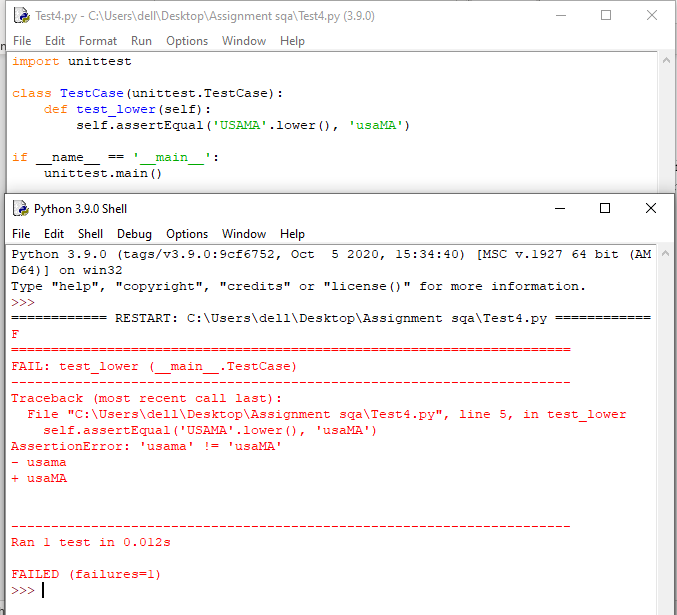 Test4.py - C:\Users\dell\Desktop\Assignment sqa\Test4.py (3.9.0)
File Edit Format Run Options Window Help
import unittest

class TestCase(unittest.TestCase):
    def test_lower(self):
        self.assertEqual('USAMA'.lower(), 'usaMA')

if __name__ == '__main__':
    unittest.main()
Python 3.9.0 Shell
File Edit Shell Debug Options Window Help
Python 3.9.0 (tags/v3.9.0:9cf6752, Oct  5 2020, 15:34:40) [MSC v.1927 64 bit (AM
D64)] on win32
Type "help", "copyright", "credits" or "license()" for more information.
>>>
============ RESTART: C:\Users\dell\Desktop\Assignment sqa\Test4.py ============
F
======================================================================
FAIL: test_lower (__main__.TestCase)
----------------------------------------------------------------------
Traceback (most recent call last):
  File "C:\Users\dell\Desktop\Assignment sqa\Test4.py", line 5, in test_lower
    self.assertEqual('USAMA'.lower(), 'usaMA')
AssertionError: 'usama' != 'usaMA'
- usama
+ usaMA


----------------------------------------------------------------------
Ran 1 test in 0.012s

FAILED (failures=1)
>>>